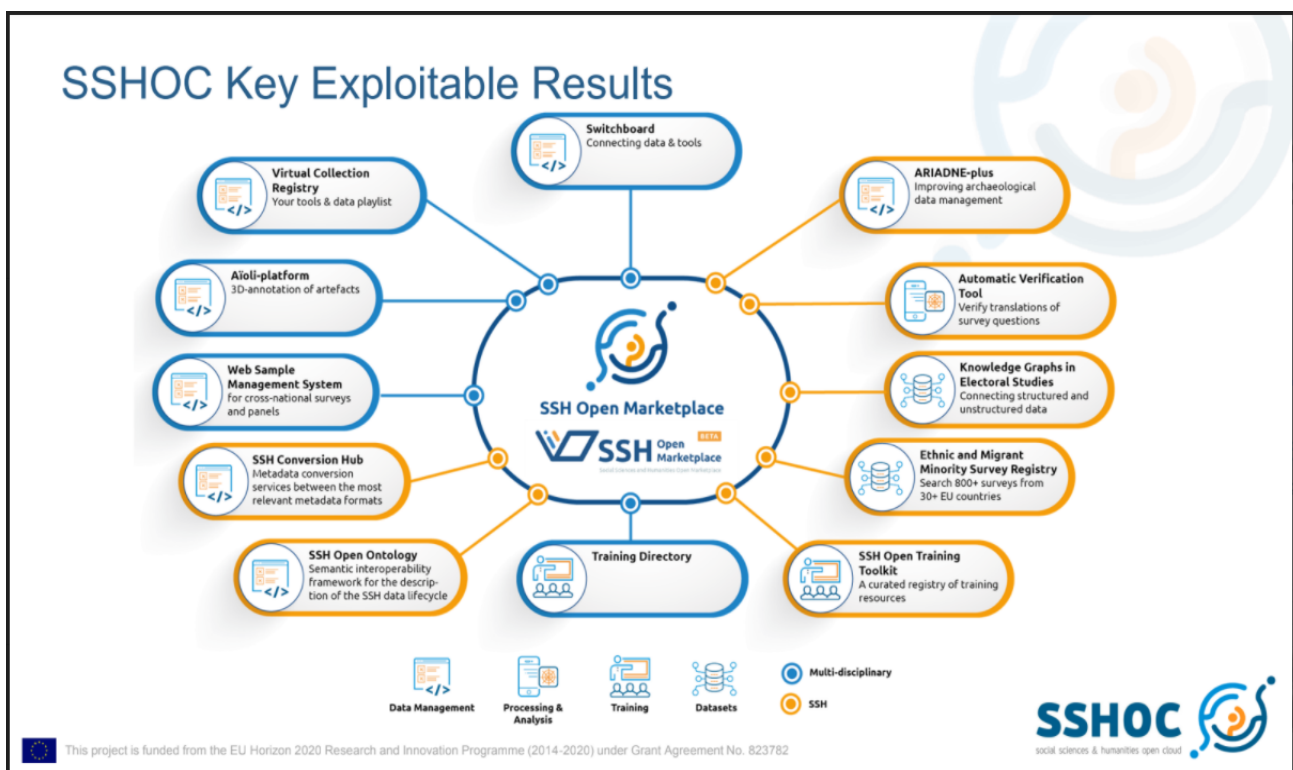 SSHOC Key Exploitable Results
Switchboard
Connecting data & tools
Virtual Collection
Registry
Your tools & data playlist
ARIADNE-plus
Improving archaeological
data management
Aïoli-platform
3D-annotation of artefacts
Automatic Verification
Tool
Verify translations of
survey questions
Web Sample
Management System
for cross-national surveys
and panels
Knowledge Graphs in
Electoral Studies
Connecting structured and
unstructured data
SSH Open Marketplace
SSH Open
Marketplace
BETA
Social Sciences and Humanities Open Marketplace
SSH Conversion Hub
Metadata conversion
services between the most
relevant metadata formats
Ethnic and Migrant
Minority Survey Registry
Search 800+ surveys from
30+ EU countries
SSH Open Ontology
Semantic interoperability
framework for the descrip-
tion of the SSH data lifecycle
Training Directory
SSH Open Training
Toolkit
A curated registry of training
resources
Data Management
Processing &
Analysis
Training
Datasets
Multi-disciplinary
SSH
SSHOC
social sciences & humanities open cloud
This project is funded from the EU Horizon 2020 Research and Innovation Programme (2014-2020) under Grant Agreement No. 823782